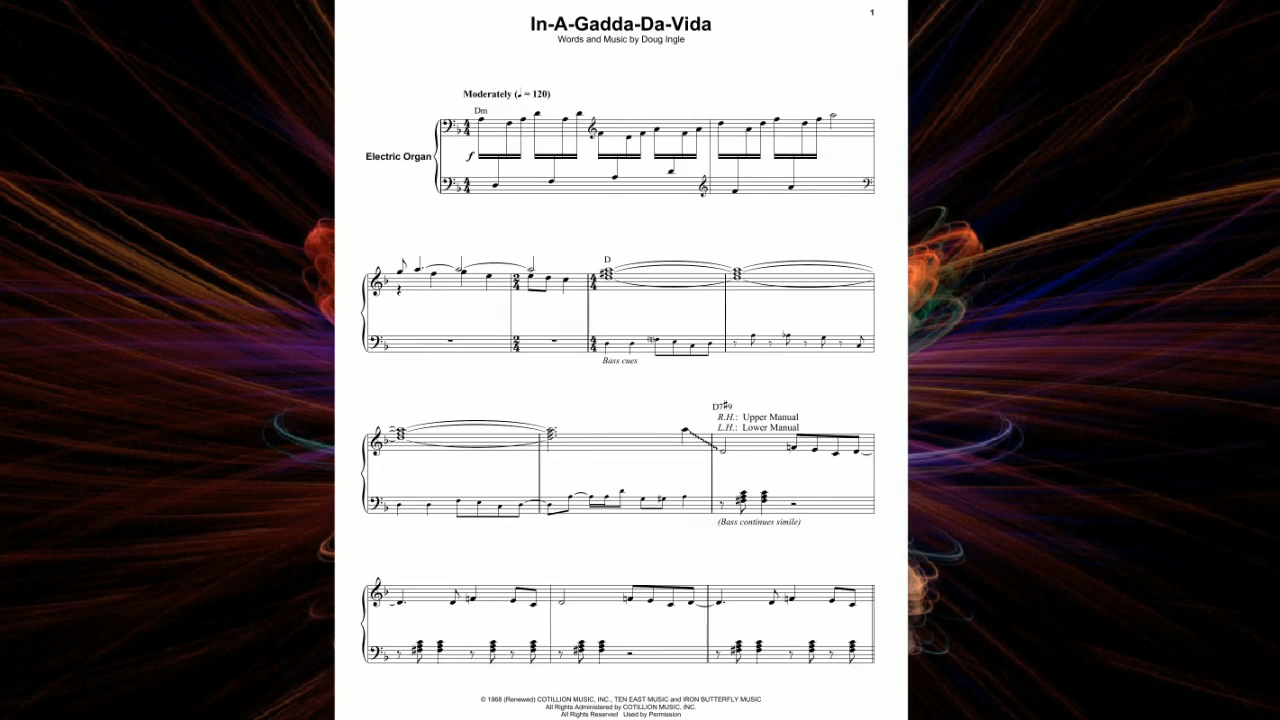 1
In-A-Gadda-Da-Vida
Words and Music by Doug Ingle
Moderately (♩ = 120)
Dm
Electric Organ
f
D
Bass cues
D7♯9
R.H.: Upper Manual
L.H.: Lower Manual
(Bass continues simile)
© 1968 (Renewed) COTILLION MUSIC, INC., TEN EAST MUSIC and IRON BUTTERFLY MUSIC
All Rights Administered by COTILLION MUSIC, INC.
All Rights Reserved Used by Permission